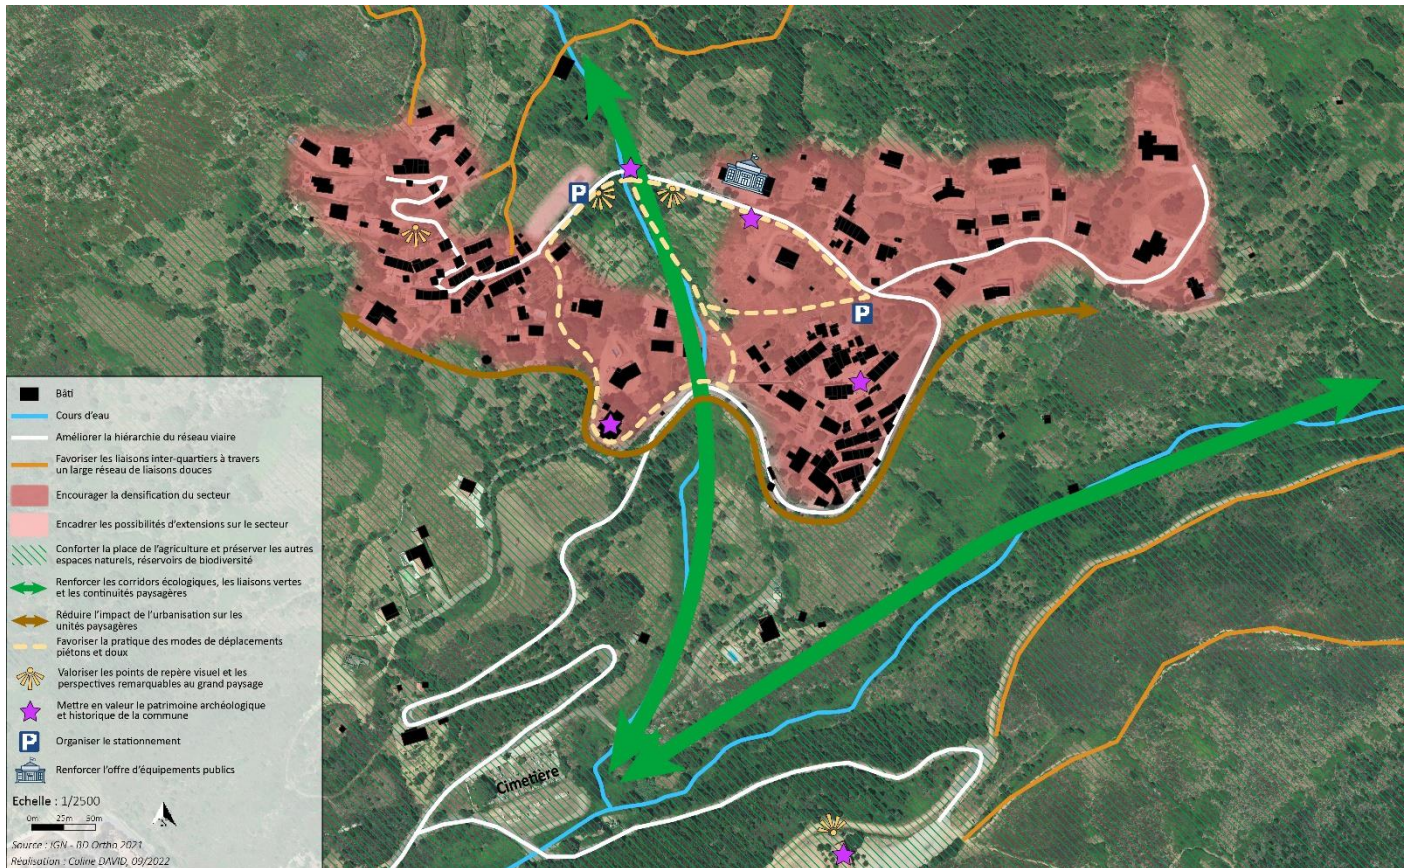 P
P
Bâti
Cours d'eau
Améliorer la hiérarchie du réseau viaire
Favoriser les liaisons inter-quartiers à travers
un large réseau de liaisons douces
Encourager la densification du secteur
Encadrer les possibilités d'extensions sur le secteur
Conforter la place de l'agriculture et préserver les autres
espaces naturels, réservoirs de biodiversité
Renforcer les corridors écologiques, les liaisons vertes
et les continuités paysagères
Réduire l'impact de l'urbanisation sur les
unités paysagères
Favoriser la pratique des modes de déplacements
piétons et doux
Valoriser les points de repère visuel et les
perspectives remarquables au grand paysage
Mettre en valeur le patrimoine archéologique
et historique de la commune
P Organiser le stationnement
Renforcer l'offre d'équipements publics
Echelle : 1/2500
0m 25m 50m
Source : IGN - BD Ortho 2021
Réalisation : Coline DAVID, 09/2022
Cimetière